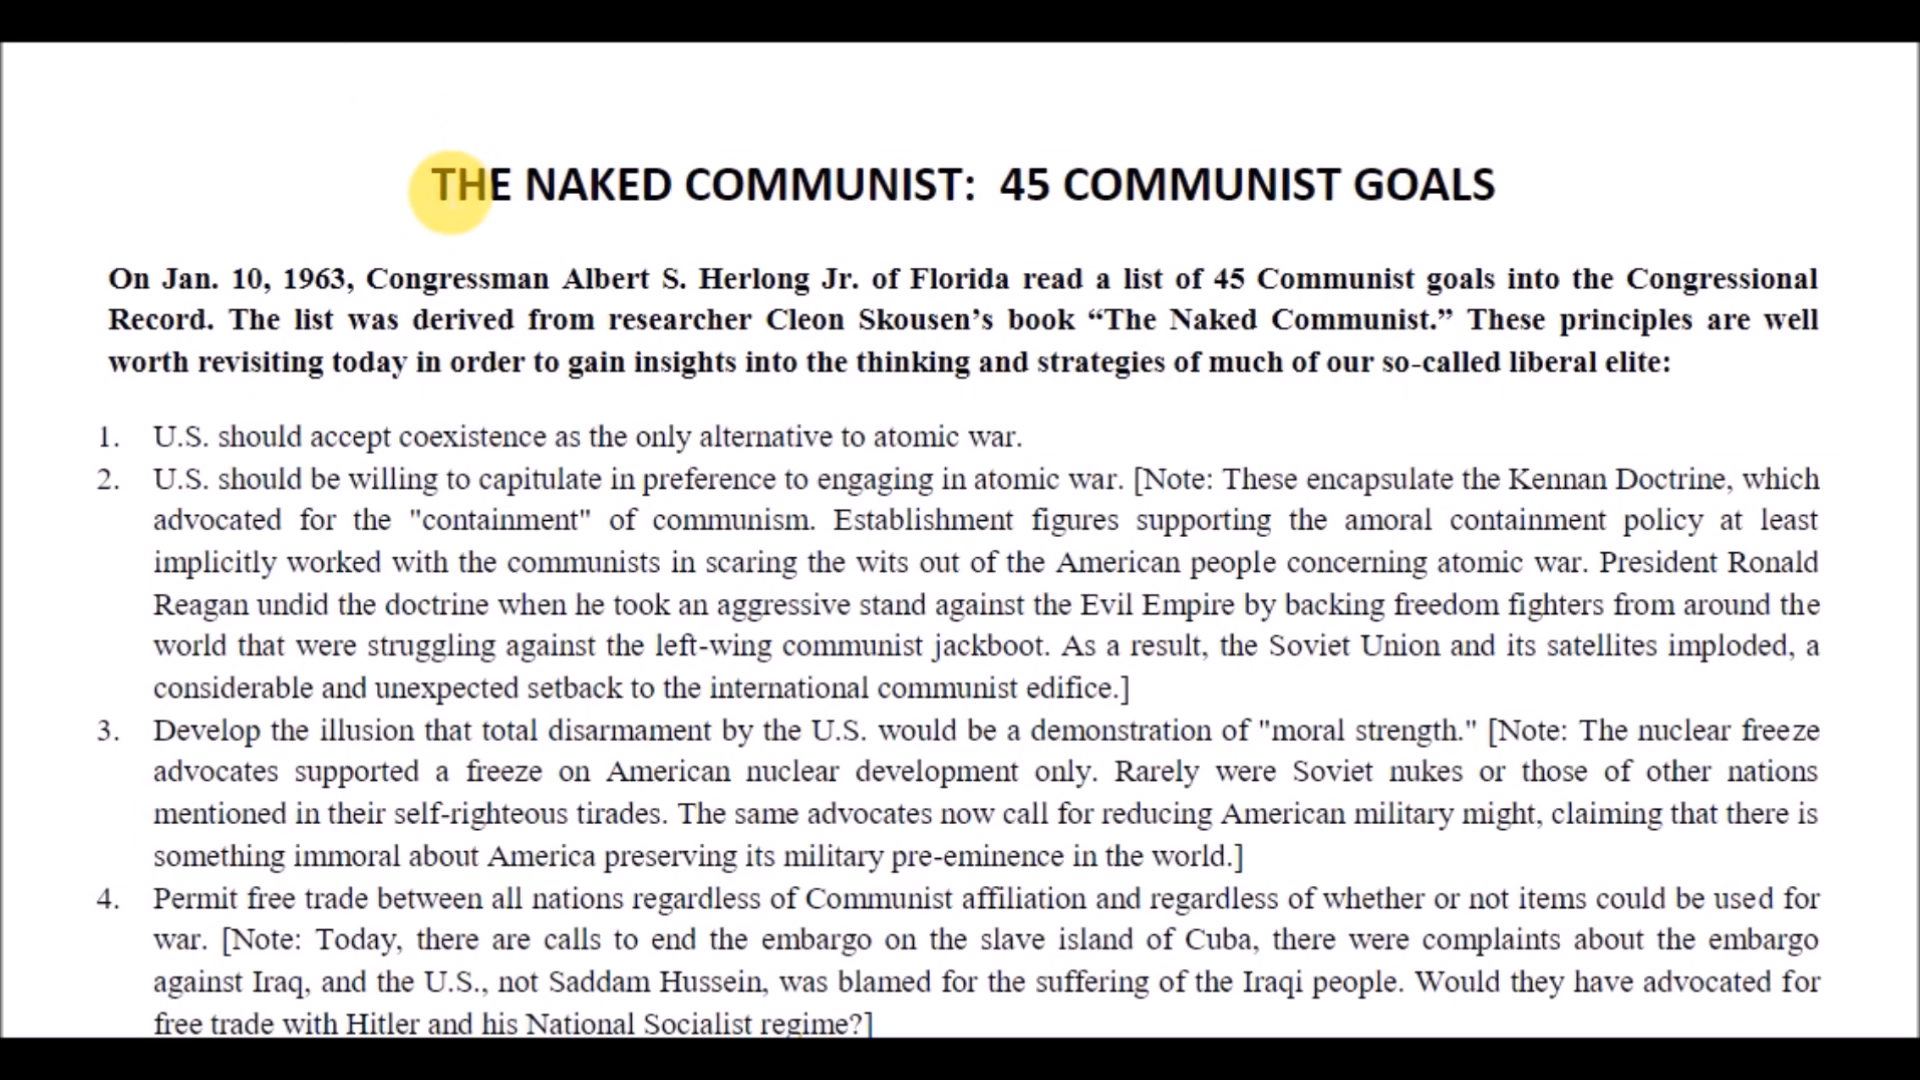 THE NAKED COMMUNIST:  45 COMMUNIST GOALS
On Jan. 10, 1963, Congressman Albert S. Herlong Jr. of Florida read a list of 45 Communist goals into the Congressional
Record. The list was derived from researcher Cleon Skousen’s book “The Naked Communist.” These principles are well
worth revisiting today in order to gain insights into the thinking and strategies of much of our so-called liberal elite:
1. U.S. should accept coexistence as the only alternative to atomic war.
2. U.S. should be willing to capitulate in preference to engaging in atomic war. [Note: These encapsulate the Kennan Doctrine, which
advocated for the "containment" of communism. Establishment figures supporting the amoral containment policy at least
implicitly worked with the communists in scaring the wits out of the American people concerning atomic war. President Ronald
Reagan undid the doctrine when he took an aggressive stand against the Evil Empire by backing freedom fighters from around the
world that were struggling against the left-wing communist jackboot. As a result, the Soviet Union and its satellites imploded, a
considerable and unexpected setback to the international communist edifice.]
3. Develop the illusion that total disarmament by the U.S. would be a demonstration of "moral strength." [Note: The nuclear freeze
advocates supported a freeze on American nuclear development only. Rarely were Soviet nukes or those of other nations
mentioned in their self-righteous tirades. The same advocates now call for reducing American military might, claiming that there is
something immoral about America preserving its military pre-eminence in the world.]
4. Permit free trade between all nations regardless of Communist affiliation and regardless of whether or not items could be used for
war. [Note: Today, there are calls to end the embargo on the slave island of Cuba, there were complaints about the embargo
against Iraq, and the U.S., not Saddam Hussein, was blamed for the suffering of the Iraqi people. Would they have advocated for
free trade with Hitler and his National Socialist regime?]